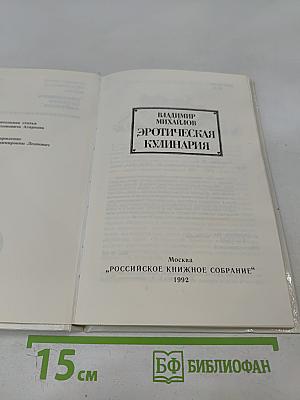 ВЛАДИМИР
МИХАЙЛОВ
ЭРОТИЧЕСКАЯ
КУЛИНАРИЯ
Москва
„РОССИЙСКОЕ КНИЖНОЕ СОБРАНИЕ"
1992
15 см
БФ БИБЛИОФАН